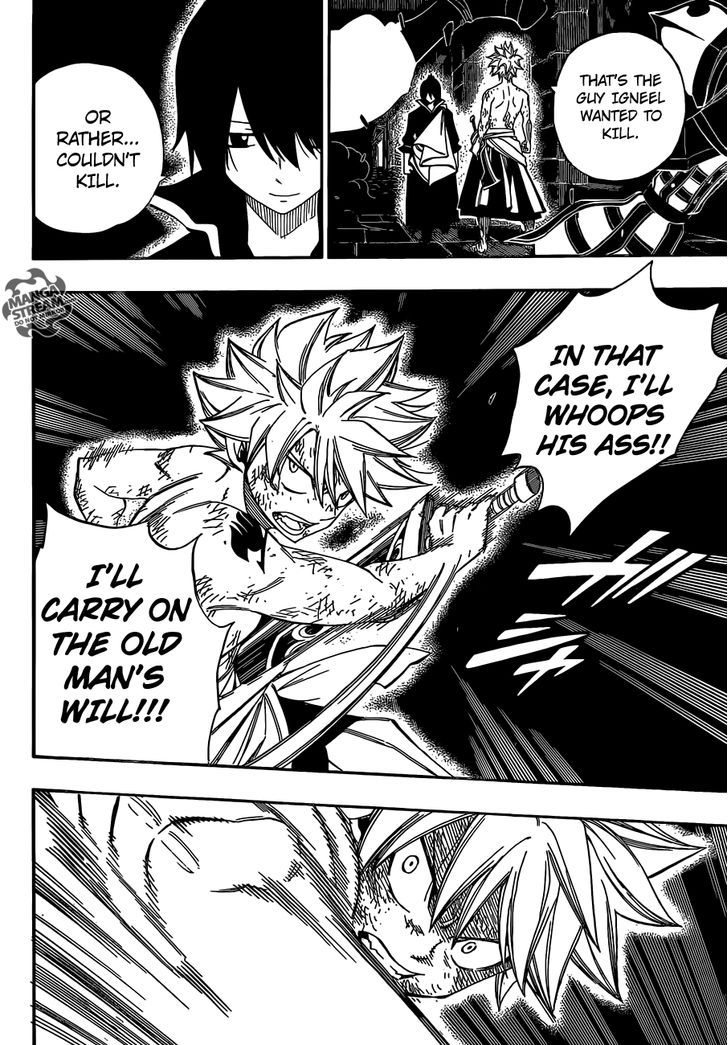 THAT'S THE
GUY IGNEEL
WANTED TO
KILL.
OR
RATHER...
COULDN'T
KILL.
MANGA
STREAM
IN THAT
CASE, I'LL
WHOOPS
HIS ASS!!
I'LL
CARRY ON
THE OLD
MAN'S
WILL!!!